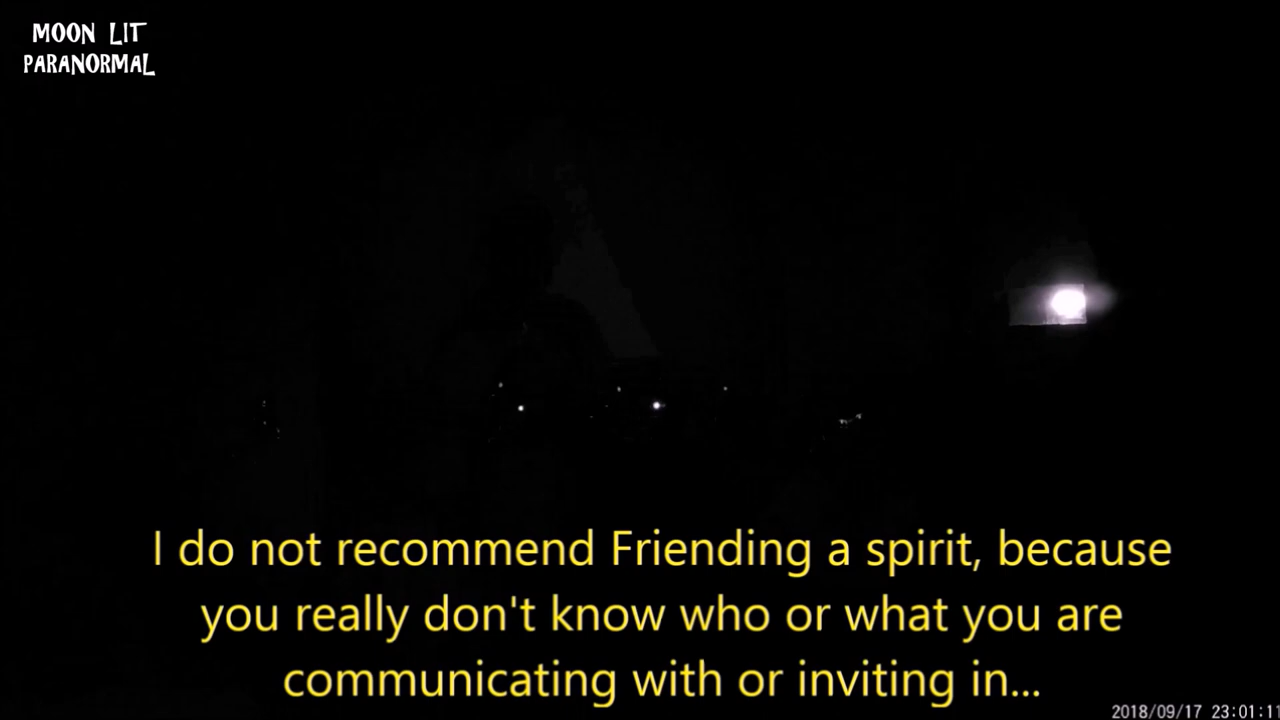 MOON LIT
PARANORMAL
I do not recommend Friending a spirit, because
you really don't know who or what you are
communicating with or inviting in...
2018/09/17 23:01:11